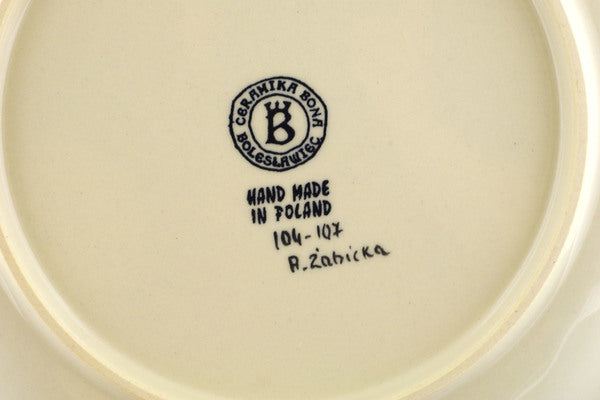 CERAMIKA BONA
BOLESŁAWIEC
B
HAND MADE
IN POLAND
104-107
A. Żabicka